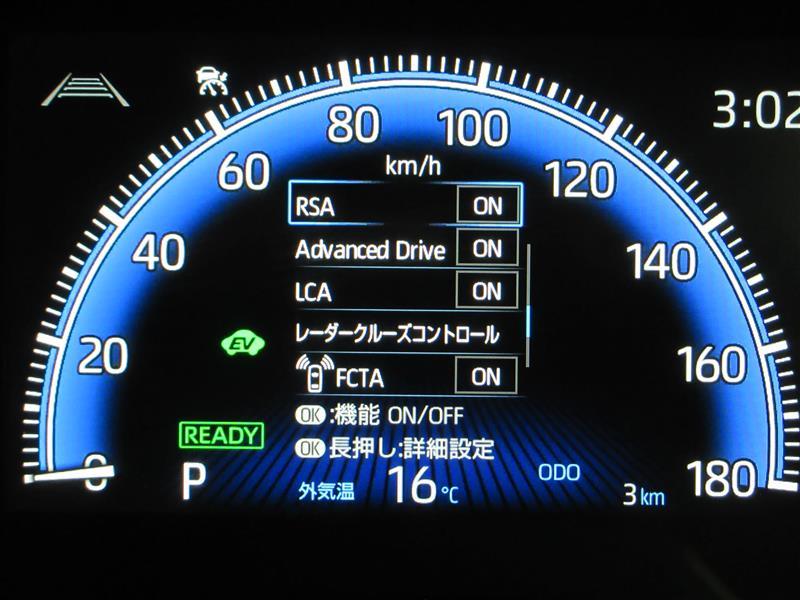 3:02
80
100
60
km/h
120
RSA ON
40
Advanced Drive ON
140
LCA ON
レーダークルーズコントロール
EV
20
160
FCTA ON
OK:機能 ON/OFF
READY
OK 長押し:詳細設定
0
P
外気温 16℃
ODO
3km
180